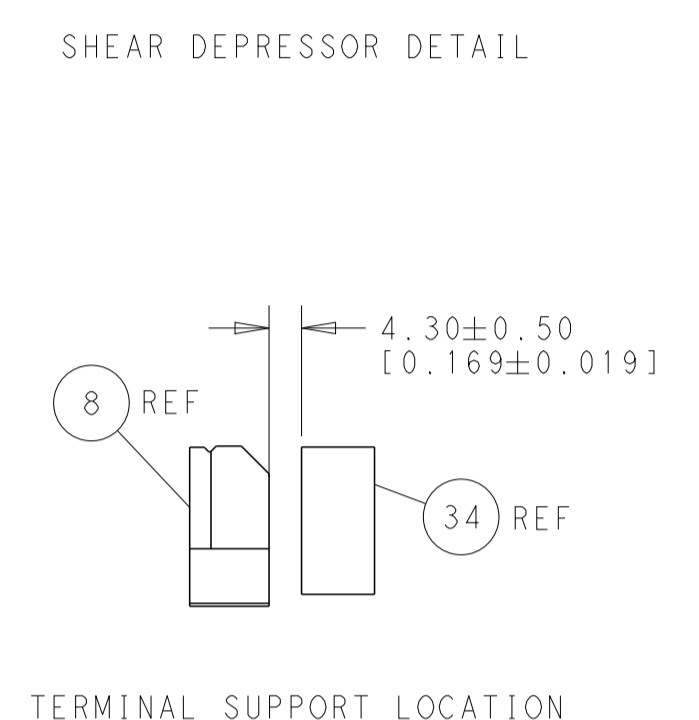 SHEAR DEPRESSOR DETAIL
4.30±0.50
[0.169±0.019]
8 REF
34 REF
TERMINAL SUPPORT LOCATION